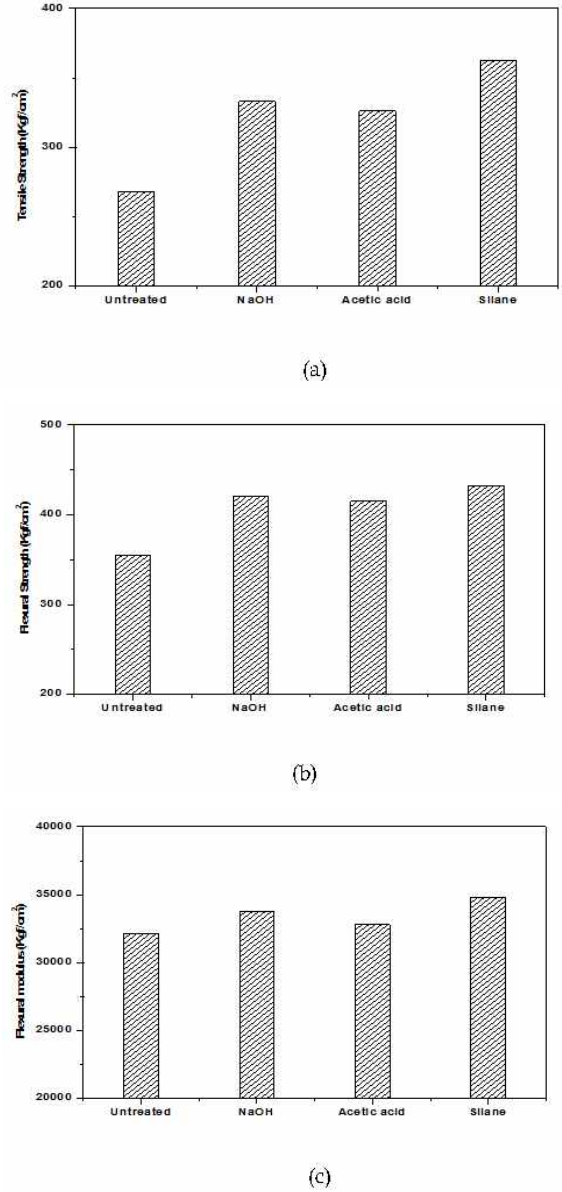 400
300
200
Tensile Strength (Kgf/cm²)
Untreated NaOH Acetic acid Silane
(a)
500
400
300
200
Flexural Strength (Kgf/cm²)
Untreated NaOH Acetic acid Silane
(b)
40000
35000
30000
25000
20000
Flexural modulus (Kgf/cm²)
Untreated NaOH Acetic acid Silane
(c)